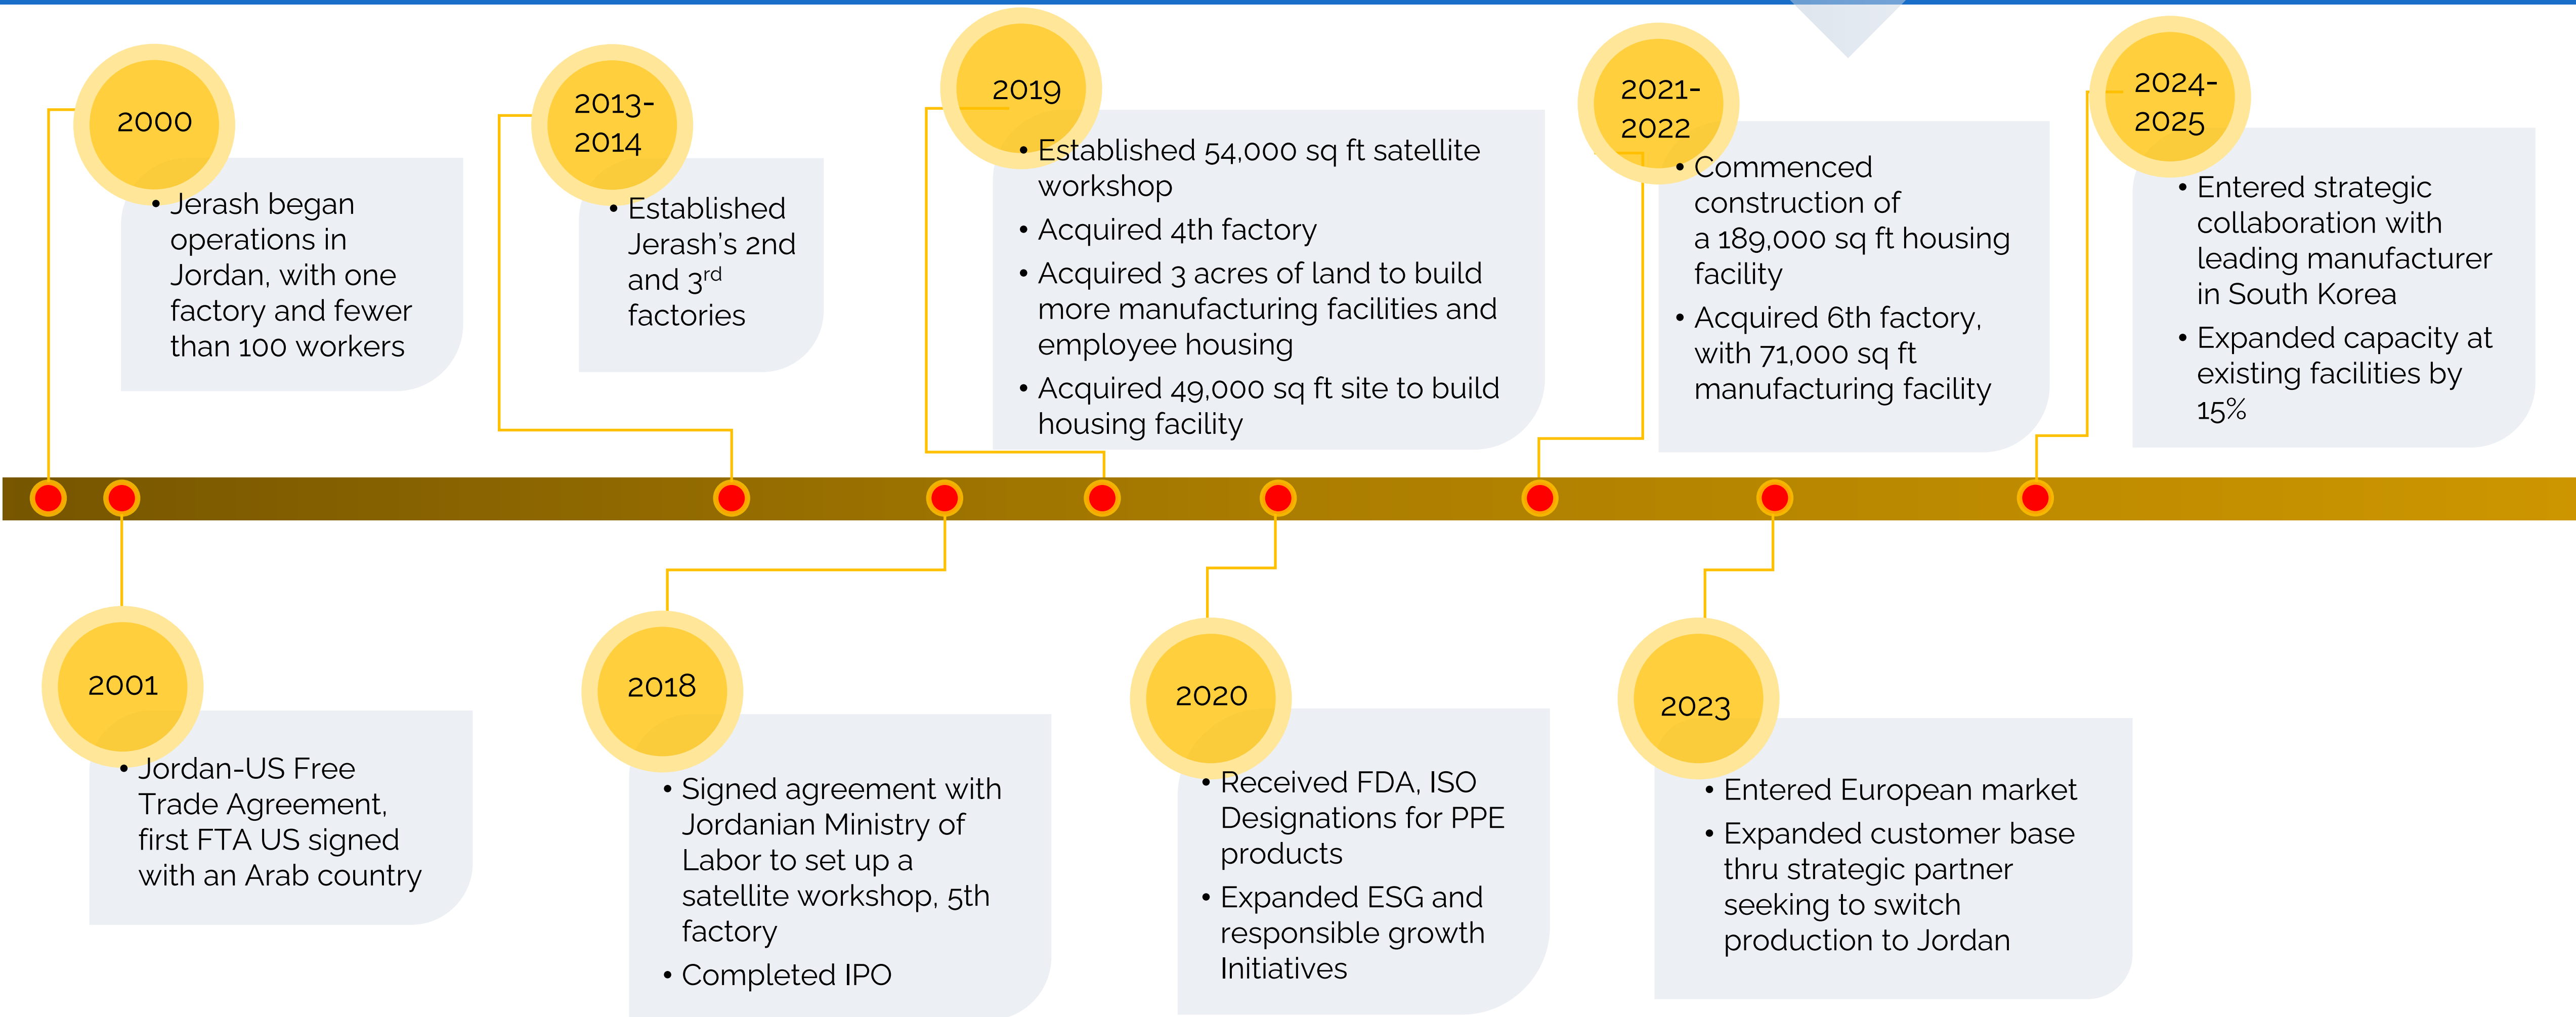 2000
• Jerash began
operations in
Jordan, with one
factory and fewer
than 100 workers
2013-
2014
• Established
Jerash’s 2nd
and 3rd
factories
2019
• Established 54,000 sq ft satellite
workshop
• Acquired 4th factory
• Acquired 3 acres of land to build
more manufacturing facilities and
employee housing
• Acquired 49,000 sq ft site to build
housing facility
2021-
2022
• Commenced
construction of
a 189,000 sq ft housing
facility
• Acquired 6th factory,
with 71,000 sq ft
manufacturing facility
2024-
2025
• Entered strategic
collaboration with
leading manufacturer
in South Korea
• Expanded capacity at
existing facilities by
15%
2001
• Jordan-US Free
Trade Agreement,
first FTA US signed
with an Arab country
2018
• Signed agreement with
Jordanian Ministry of
Labor to set up a
satellite workshop, 5th
factory
• Completed IPO
2020
• Received FDA, ISO
Designations for PPE
products
• Expanded ESG and
responsible growth
Initiatives
2023
• Entered European market
• Expanded customer base
thru strategic partner
seeking to switch
production to Jordan